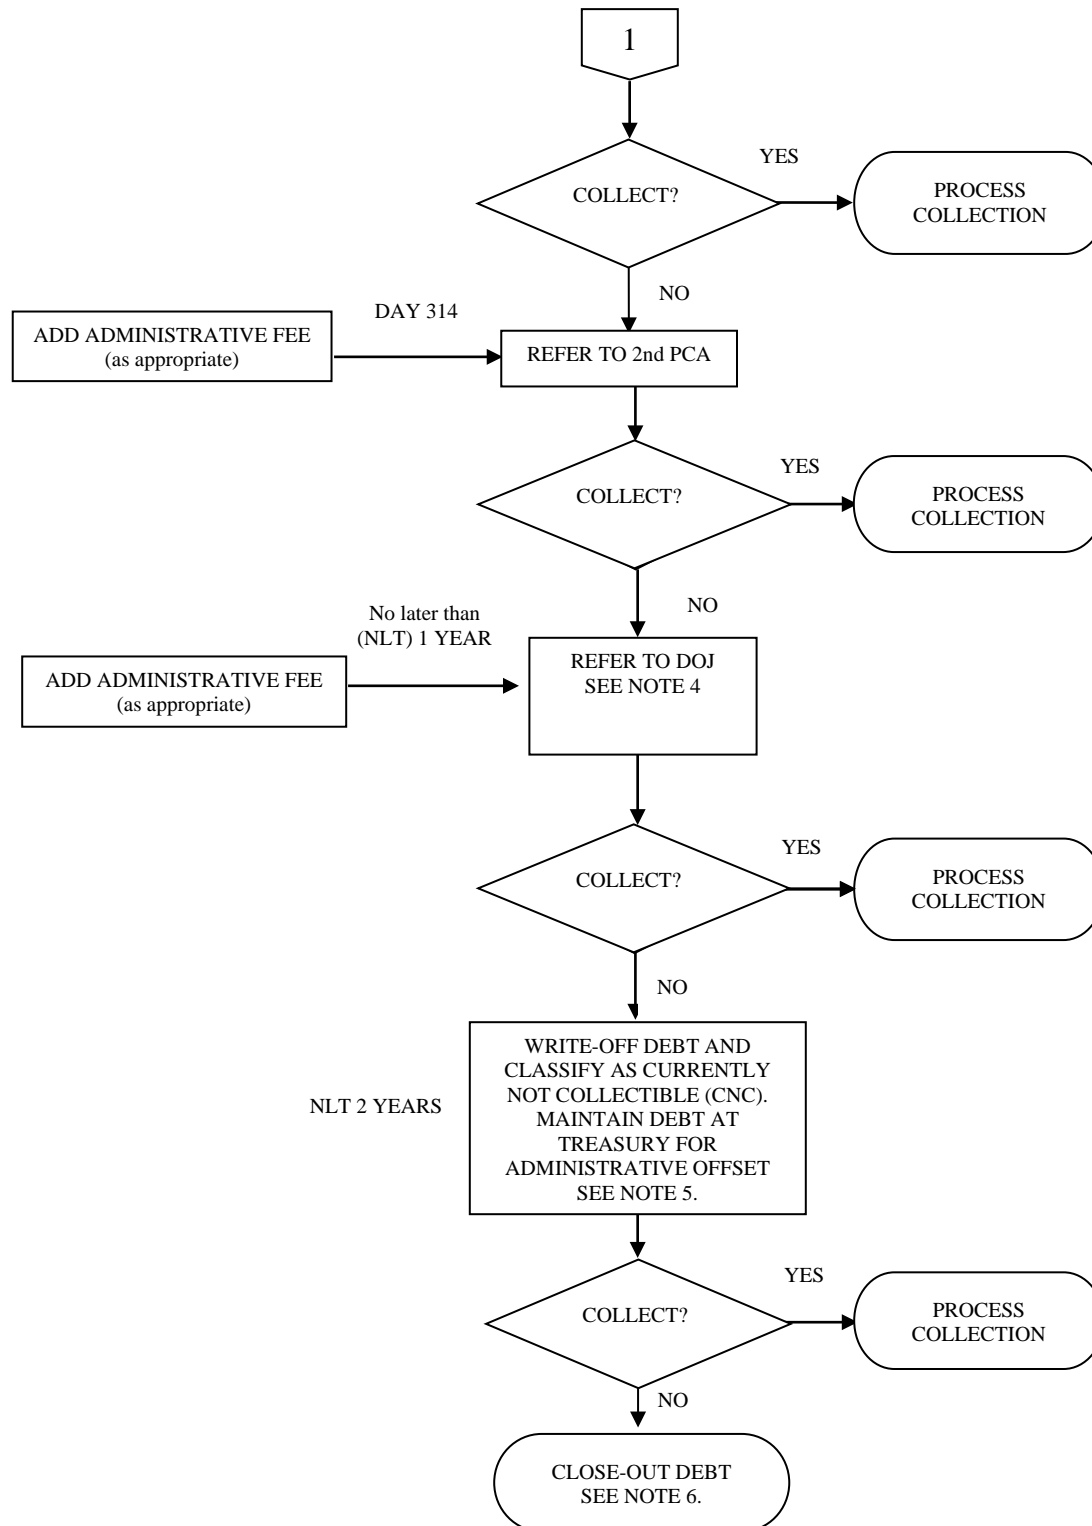 1
COLLECT?
YES
PROCESS
COLLECTION
NO
DAY 314
ADD ADMINISTRATIVE FEE
(as appropriate)
REFER TO 2nd PCA
COLLECT?
YES
PROCESS
COLLECTION
NO
No later than
(NLT) 1 YEAR
ADD ADMINISTRATIVE FEE
(as appropriate)
REFER TO DOJ
SEE NOTE 4
COLLECT?
YES
PROCESS
COLLECTION
NO
NLT 2 YEARS
WRITE-OFF DEBT AND
CLASSIFY AS CURRENTLY
NOT COLLECTIBLE (CNC).
MAINTAIN DEBT AT
TREASURY FOR
ADMINISTRATIVE OFFSET
SEE NOTE 5.
COLLECT?
YES
PROCESS
COLLECTION
NO
CLOSE-OUT DEBT
SEE NOTE 6.